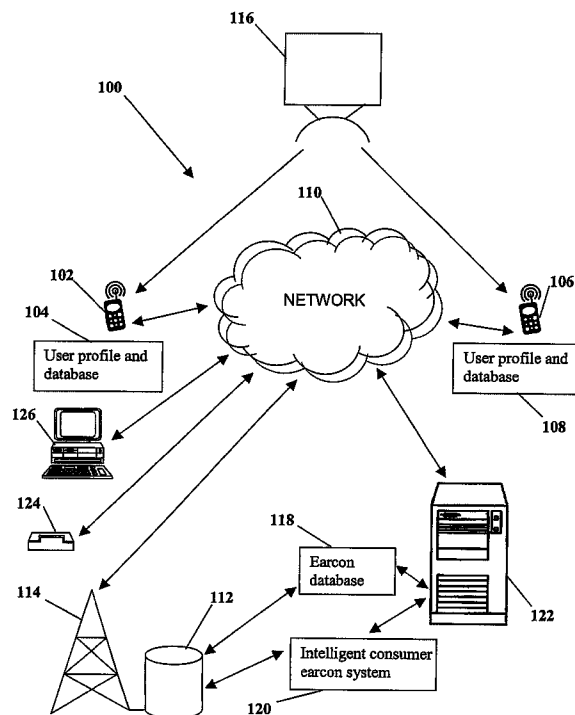 116
100
110
102
106
NETWORK
104
User profile and
database
User profile and
database
108
126
124
118
Earcon
database
122
114
112
Intelligent consumer
earcon system
120